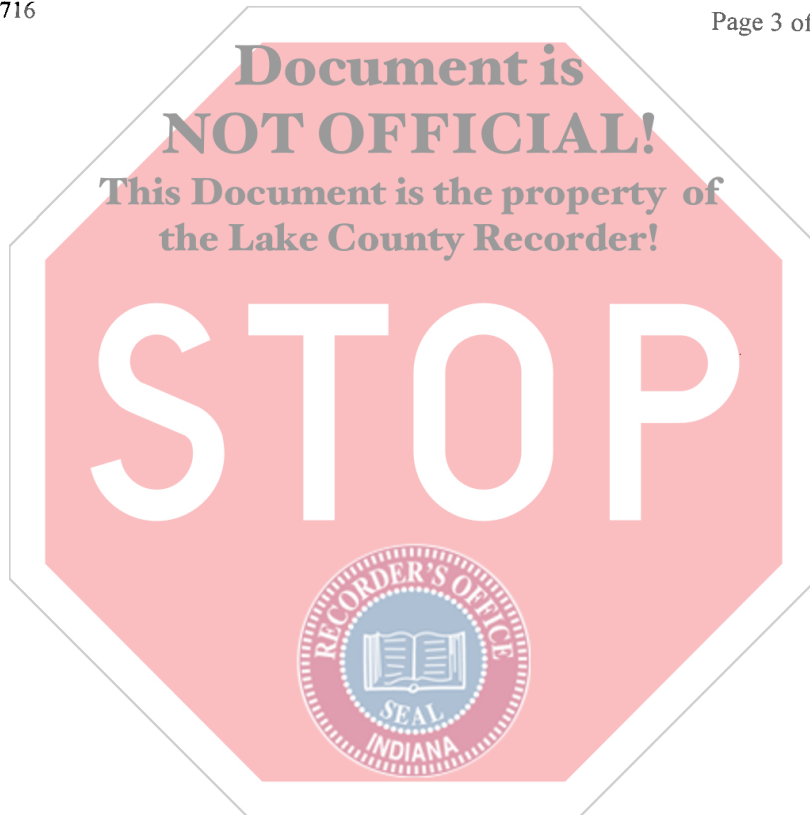 716
Page 3 of
Document is
NOT OFFICIAL!
This Document is the property of
the Lake County Recorder!
STOP
RECORDER'S OFFICE
SEAL
INDIANA